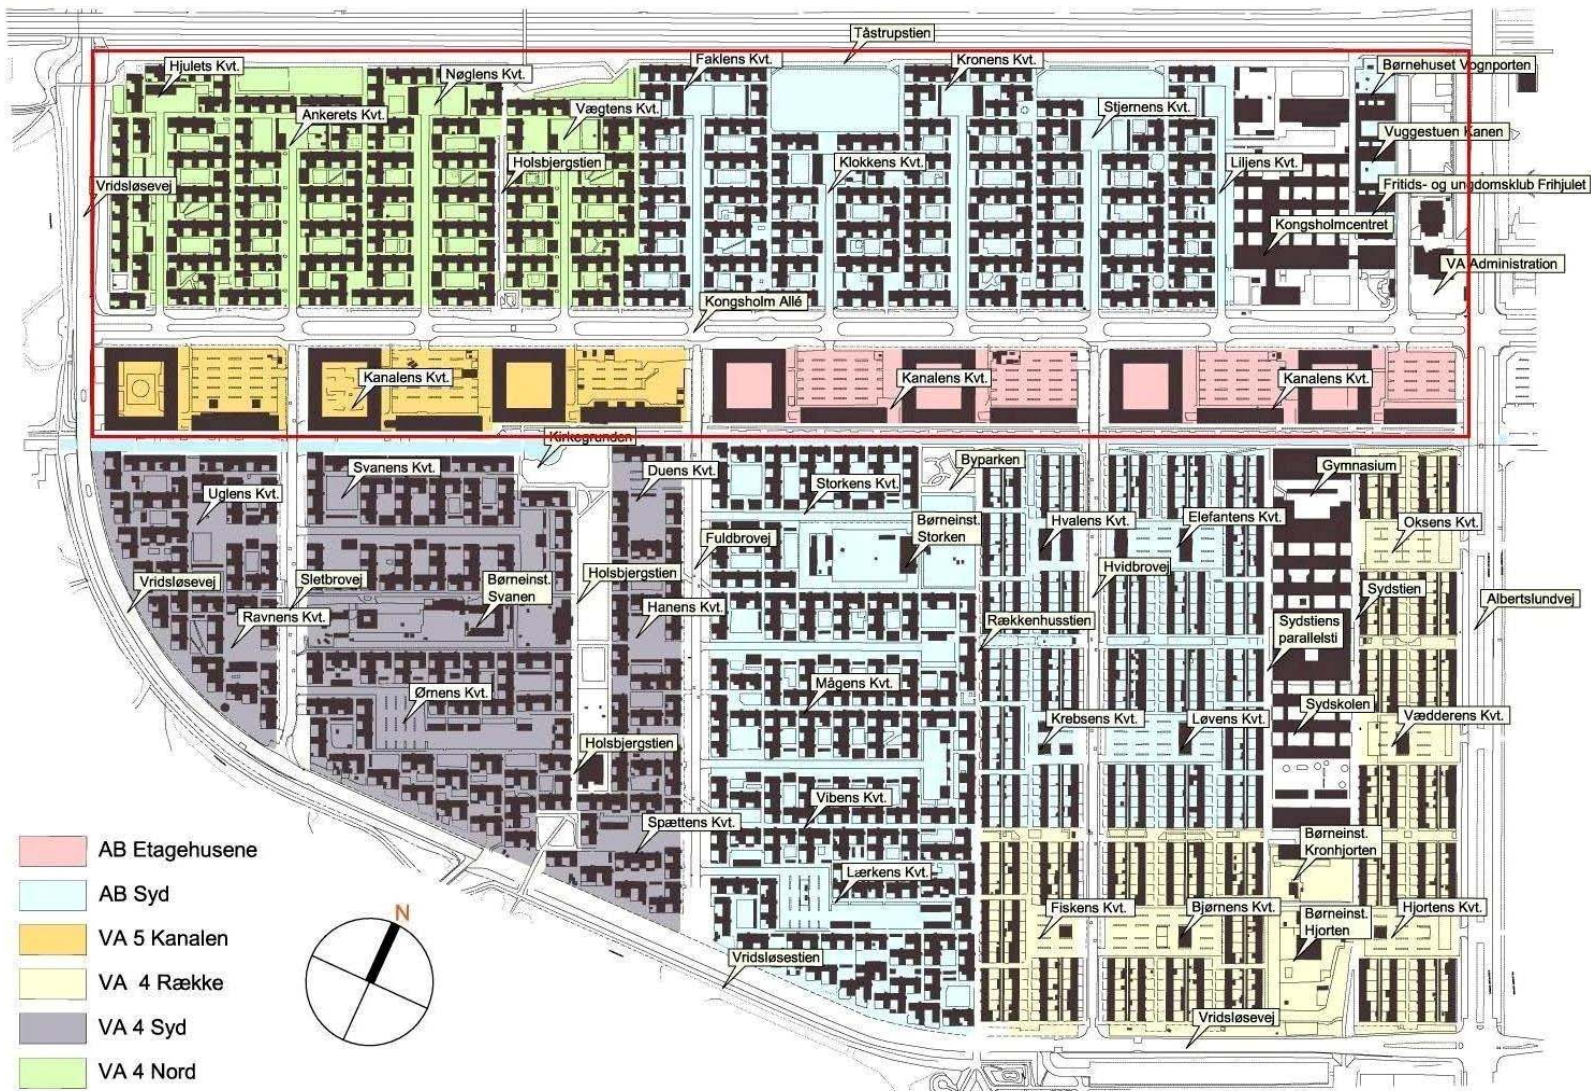 Tåstrupstien
Hjulets Kvt.
Nøglens Kvt.
Faklens Kvt.
Kronens Kvt.
Børnehuset Vognporten
Ankerets Kvt.
Vægtens Kvt.
Stjernens Kvt.
Vuggestuen Kanen
Vridsløsevej
Holsbjergstien
Klokkens Kvt.
Liljens Kvt.
Fritids- og ungdomsklub Frihjulet
Kongsholmcentret
VA Administration
Kongsholm Allé
Kanalens Kvt.
Kanalens Kvt.
Kanalens Kvt.
Kirkegrunden
Svanens Kvt.
Duens Kvt.
Byparken
Gymnasium
Uglens Kvt.
Storkens Kvt.
Børneinst.
Storken
Hvalens Kvt.
Elefantens Kvt.
Oksens Kvt.
Fuldbrovej
Vridsløsevej
Sletbrovej
Børneinst.
Svanen
Holsbjergstien
Hvidbrovej
Sydstien
Albertslundvej
Ravnens Kvt.
Hanens Kvt.
Rækkenhusstien
Sydstiens
parallelsti
Ørnens Kvt.
Mågens Kvt.
Krebsens Kvt.
Løvens Kvt.
Sydskolen
Vædderens Kvt.
Holsbjergstien
Vibens Kvt.
Spættens Kvt.
Børneinst.
Kronhjorten
Lærkens Kvt.
Fiskens Kvt.
Bjørnens Kvt.
Børneinst.
Hjorten
Hjortens Kvt.
Vridsløsestien
Vridsløsevej
AB Etagehusene
AB Syd
VA 5 Kanalen
VA 4 Række
VA 4 Syd
VA 4 Nord
N